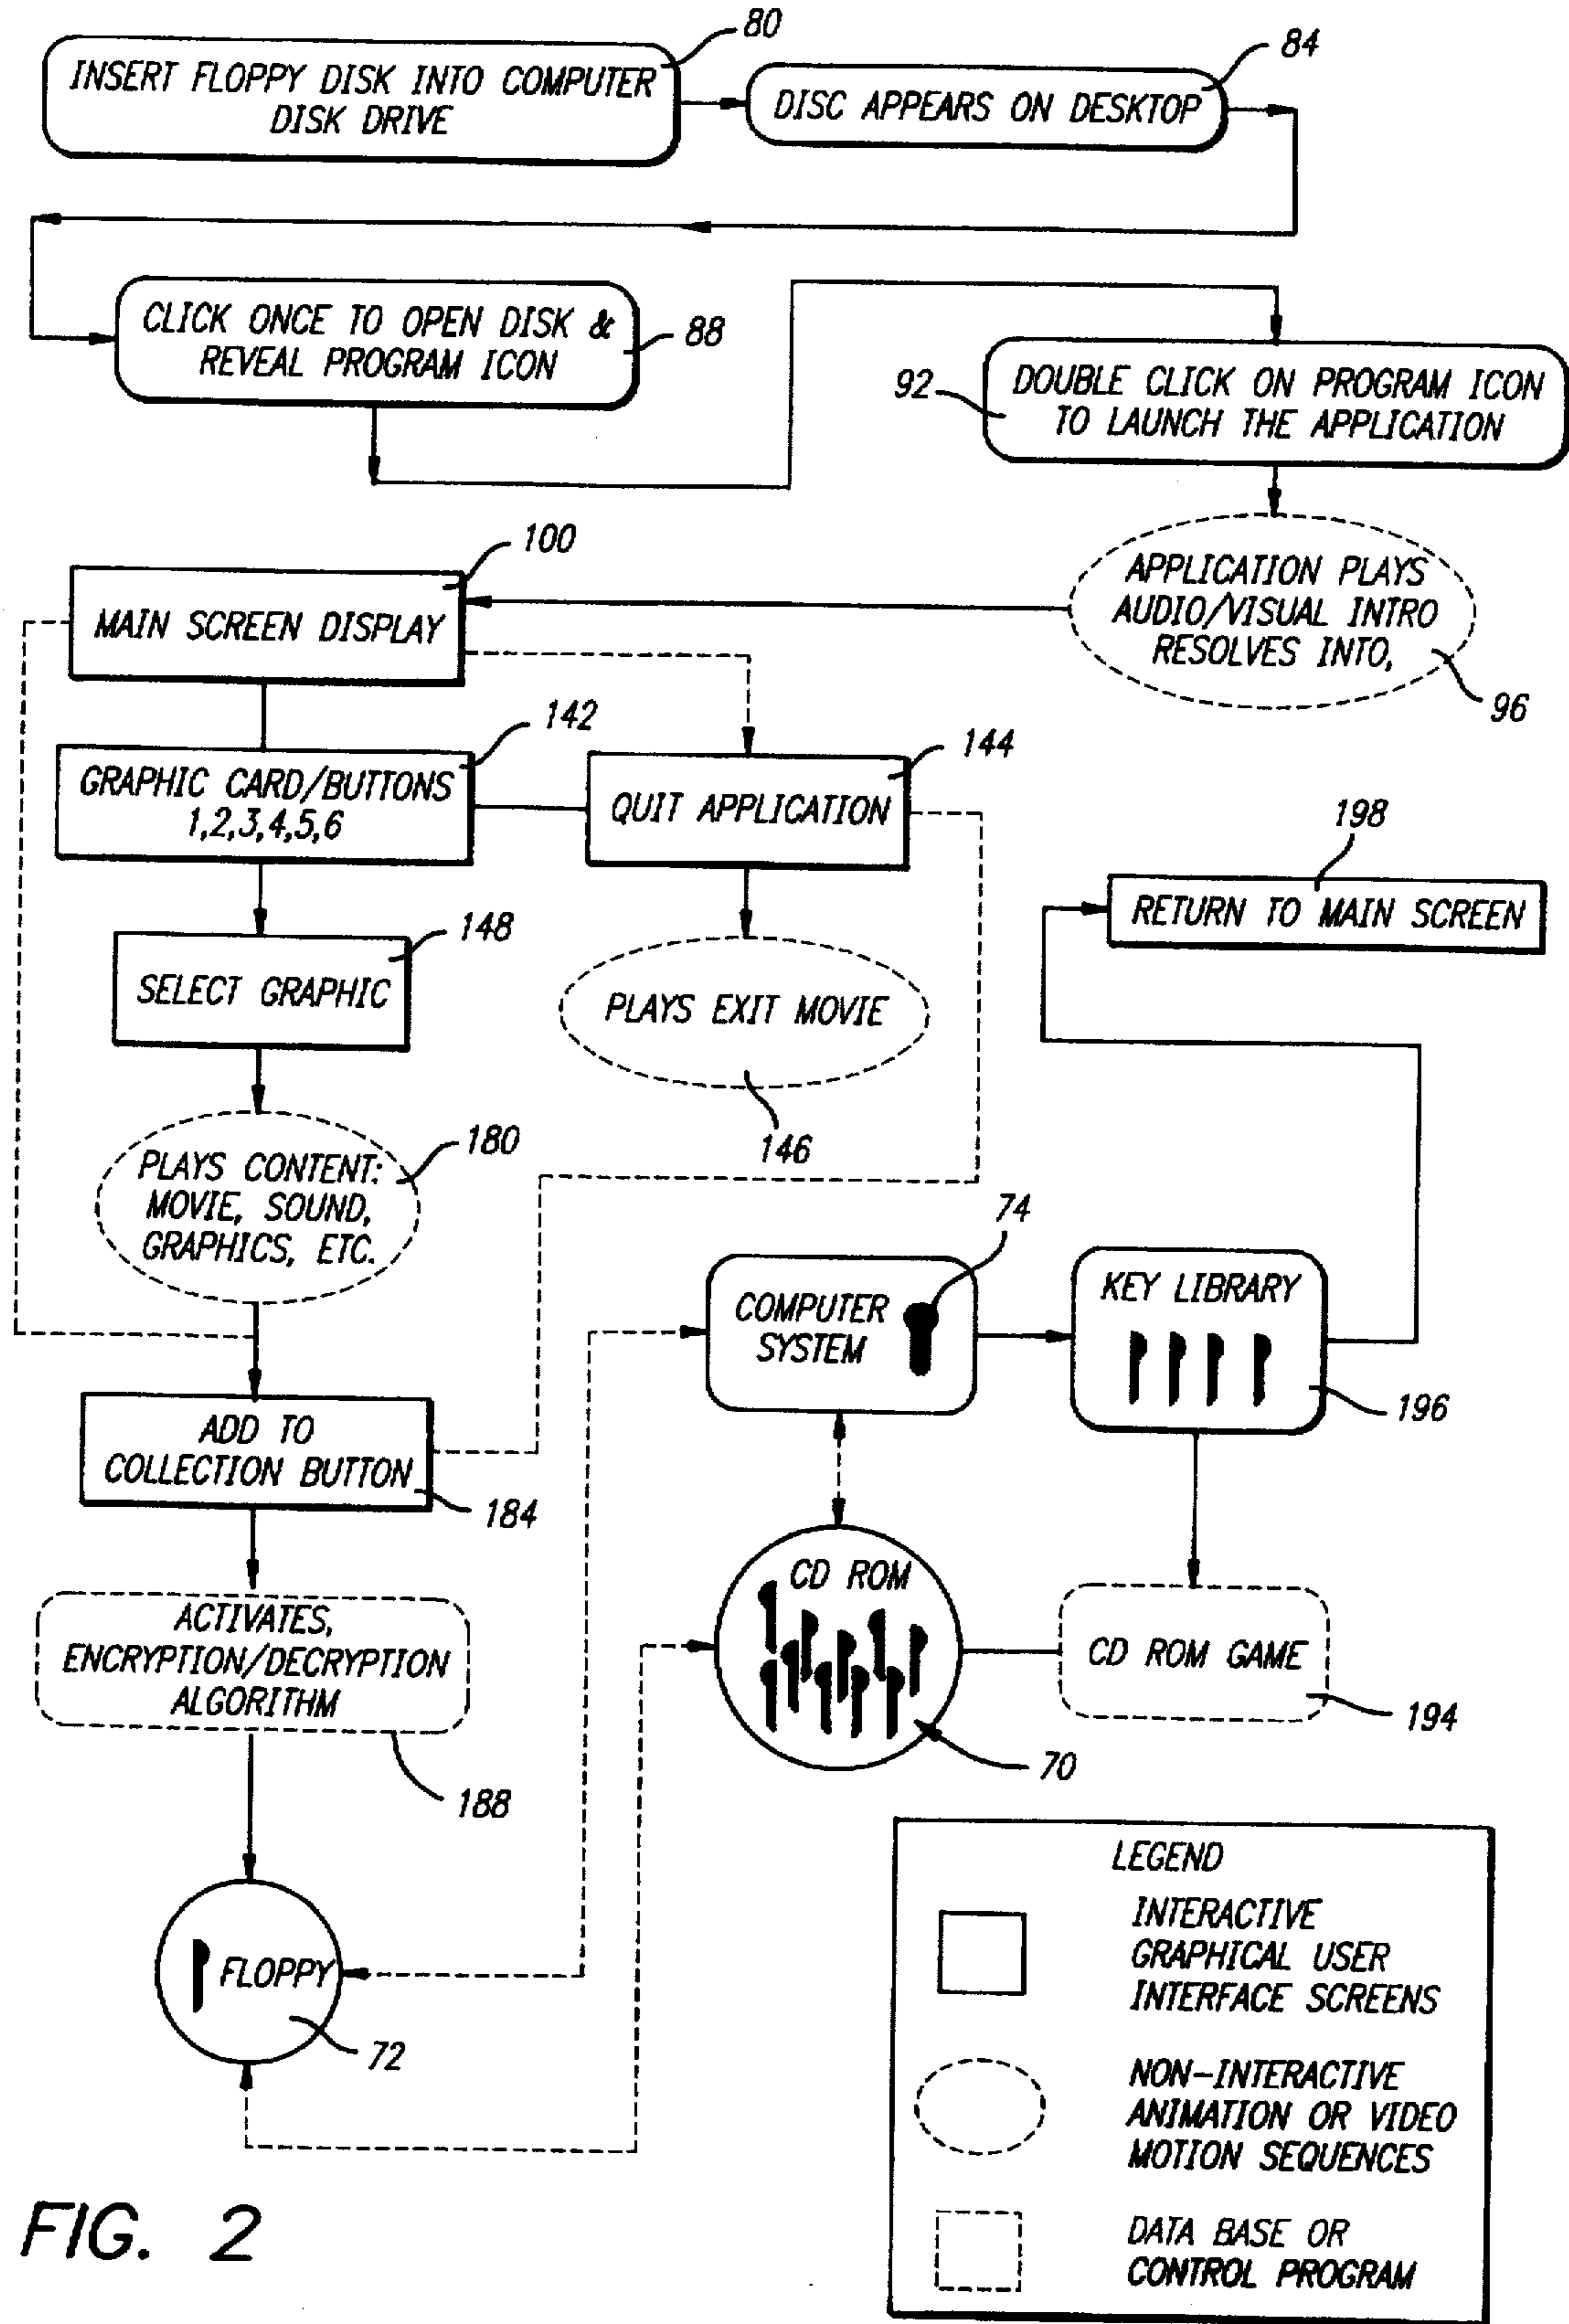 80
INSERT FLOPPY DISK INTO COMPUTER
DISK DRIVE
84
DISC APPEARS ON DESKTOP
CLICK ONCE TO OPEN DISK &
REVEAL PROGRAM ICON
88
92
DOUBLE CLICK ON PROGRAM ICON
TO LAUNCH THE APPLICATION
100
MAIN SCREEN DISPLAY
APPLICATION PLAYS
AUDIO/VISUAL INTRO
RESOLVES INTO,
96
142
GRAPHIC CARD/BUTTONS
1,2,3,4,5,6
144
QUIT APPLICATION
198
RETURN TO MAIN SCREEN
148
SELECT GRAPHIC
PLAYS EXIT MOVIE
146
180
PLAYS CONTENT:
MOVIE, SOUND,
GRAPHICS, ETC.
74
COMPUTER
SYSTEM
KEY LIBRARY
196
ADD TO
COLLECTION BUTTON
184
CD ROM
70
CD ROM GAME
194
ACTIVATES,
ENCRYPTION/DECRYPTION
ALGORITHM
188
FLOPPY
72
LEGEND
INTERACTIVE
GRAPHICAL USER
INTERFACE SCREENS
NON-INTERACTIVE
ANIMATION OR VIDEO
MOTION SEQUENCES
DATA BASE OR
CONTROL PROGRAM
FIG. 2